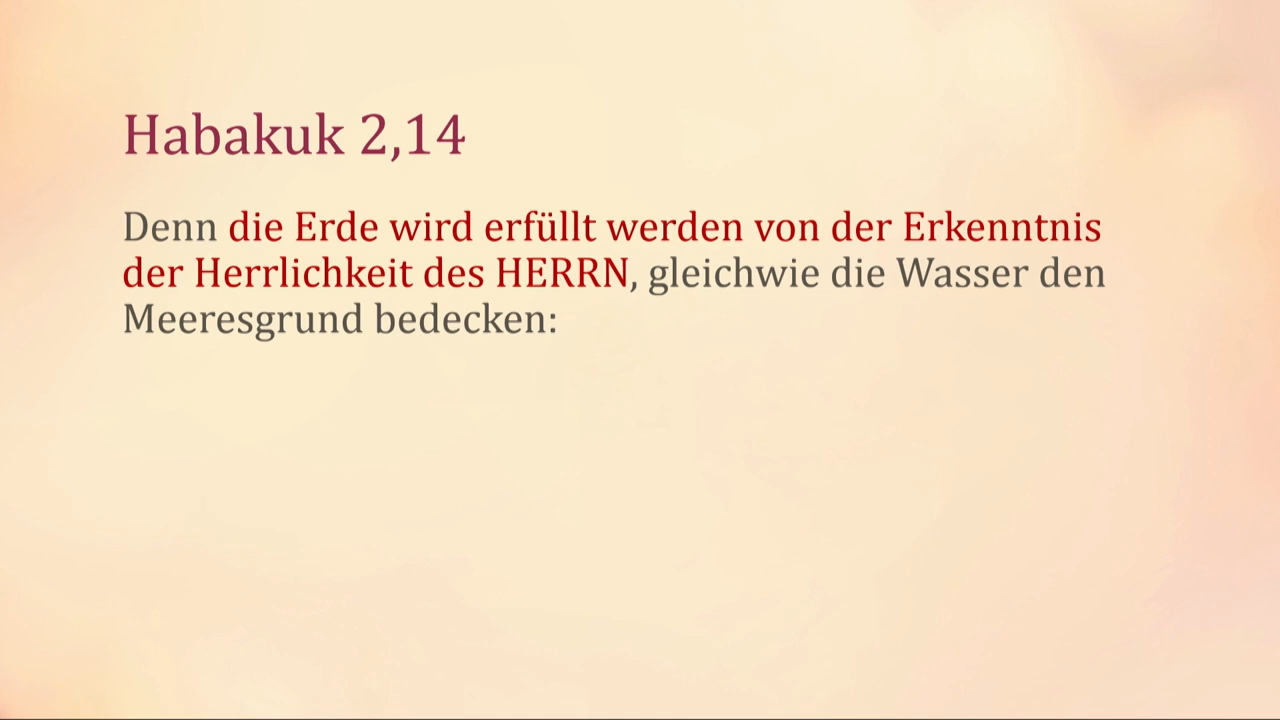 Habakuk 2,14
Denn die Erde wird erfüllt werden von der Erkenntnis
der Herrlichkeit des HERRN, gleichwie die Wasser den
Meeresgrund bedecken: